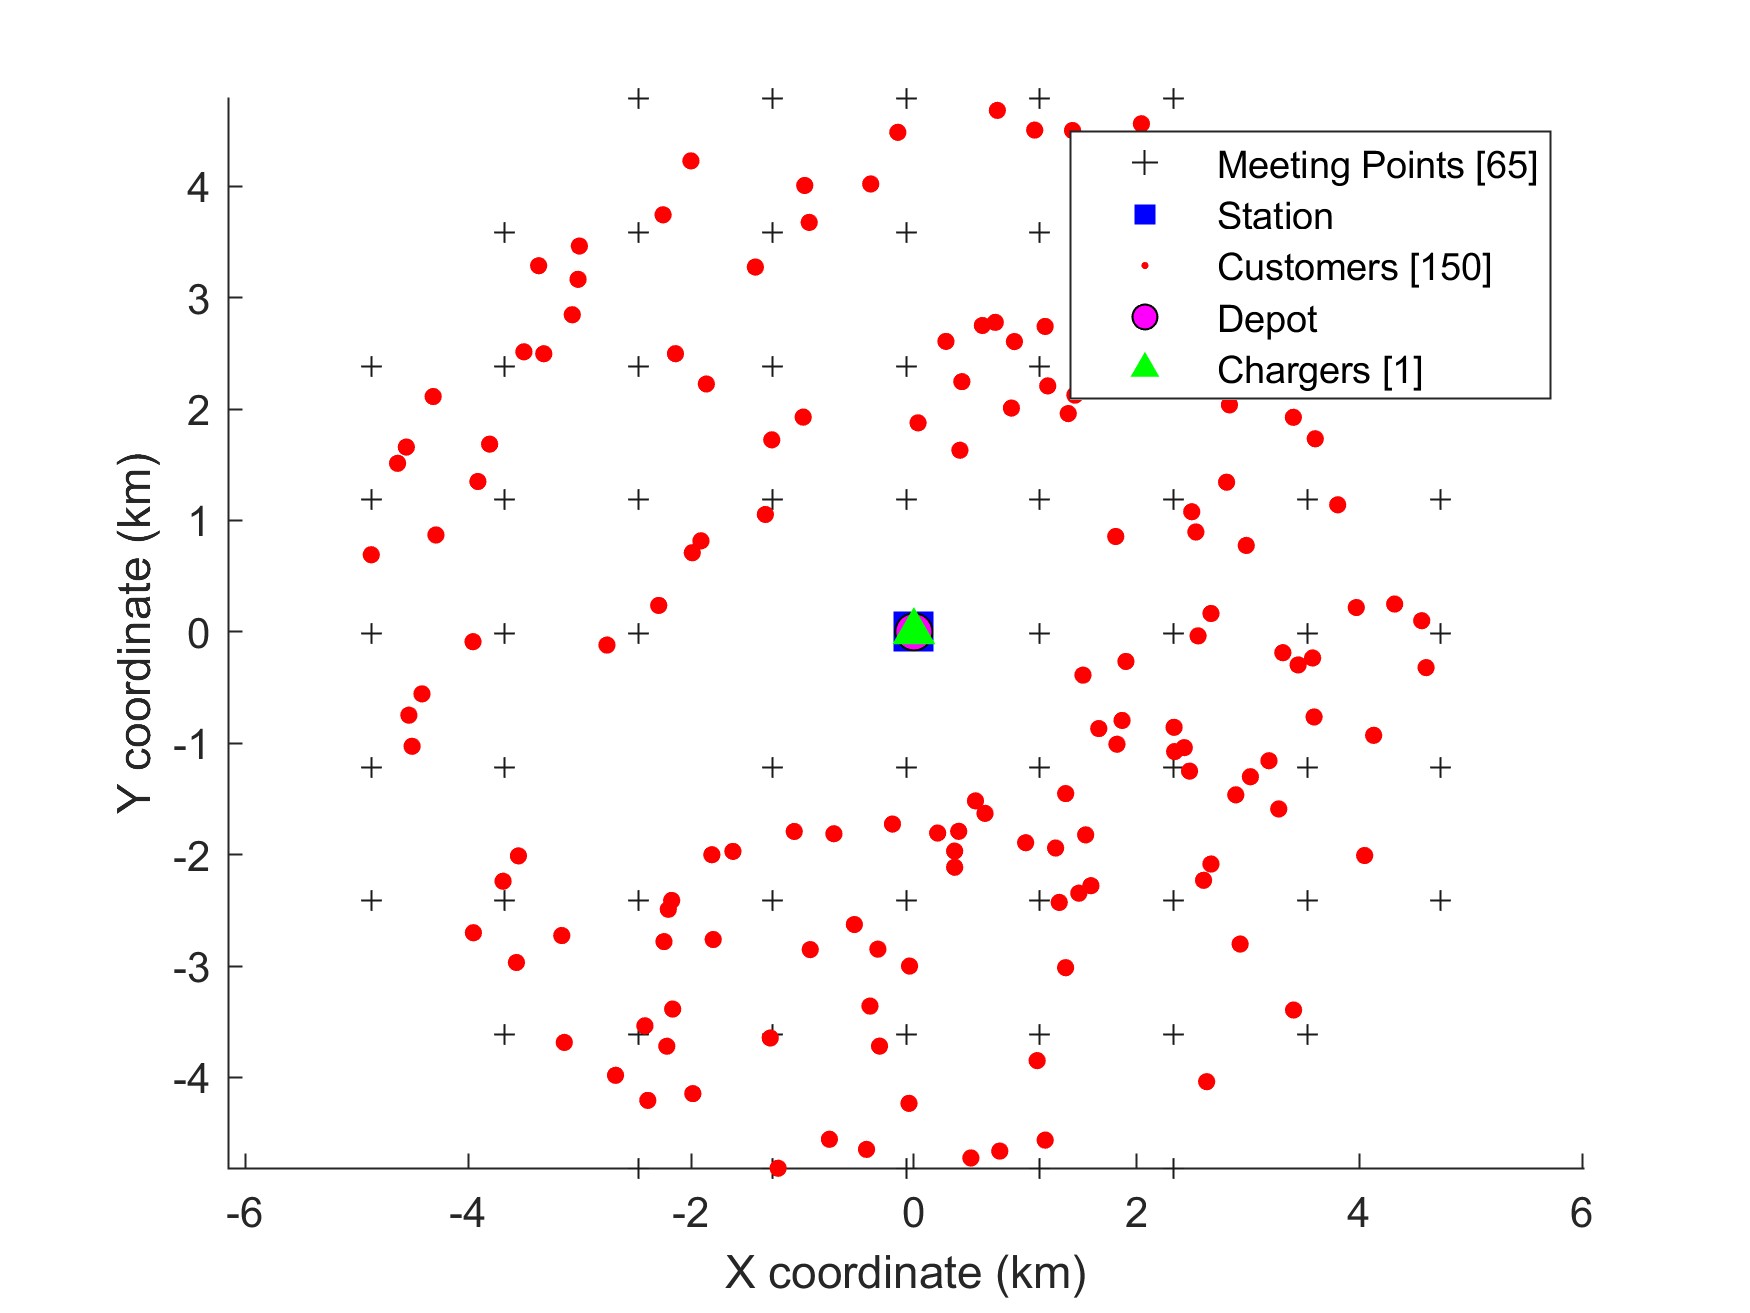 Meeting Points [65]
Station
Customers [150]
Depot
Chargers [1]
4
3
2
1
0
-1
-2
-3
-4
Y coordinate (km)
-6 -4 -2 0 2 4 6
X coordinate (km)